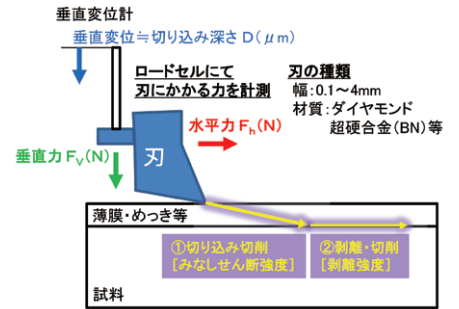 垂直変位計
垂直変位≒切り込み深さ D(μm)
ロードセルにて
刃にかかる力を計測
刃の種類
幅:0.1~4mm
材質:ダイヤモンド
超硬合金(BN)等
水平力 Fh(N)
垂直力 FV(N)
刃
薄膜・めっき等
①切り込み切削
[みなしせん断強度]
②剥離・切削
[剥離強度]
試料